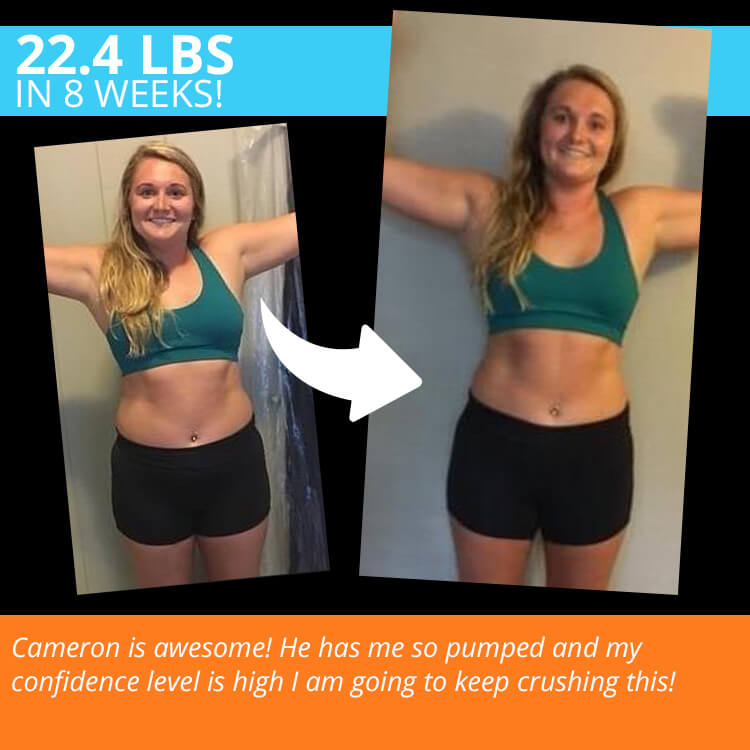 22.4 LBS
IN 8 WEEKS!
Cameron is awesome! He has me so pumped and my
confidence level is high I am going to keep crushing this!